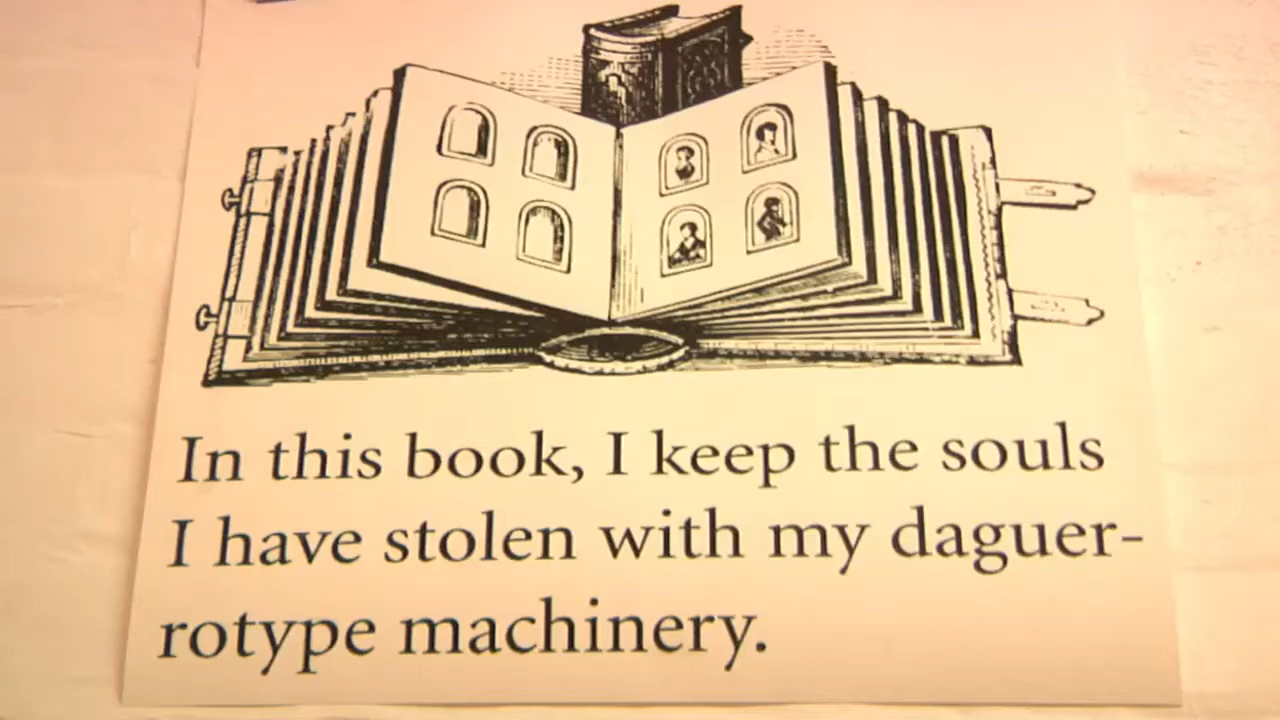 In this book, I keep the souls
I have stolen with my daguer-
rotype machinery.